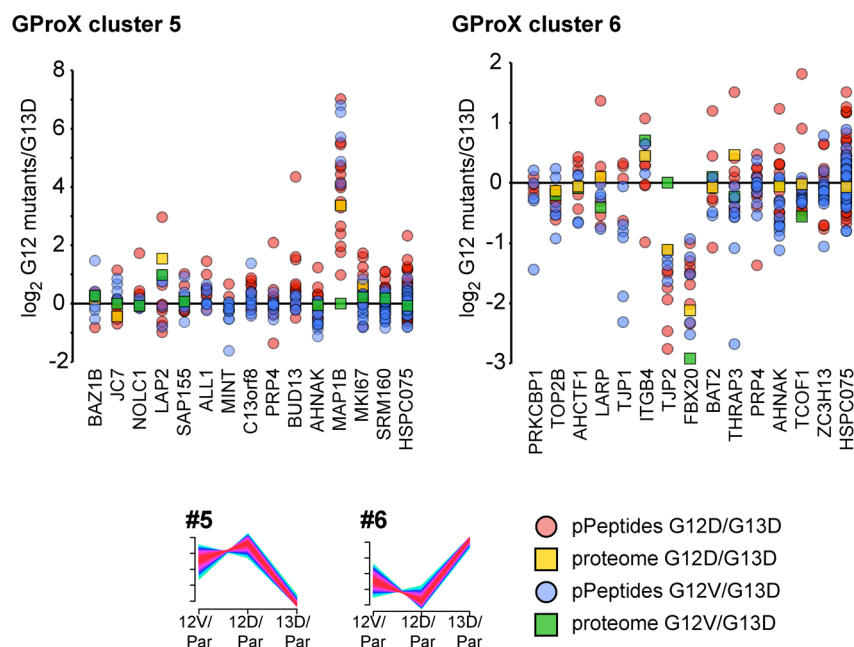 GProX cluster 5
GProX cluster 6
log2 G12 mutants/G13D
8
6
4
2
0
-2
BAZ1B
JC7
NOLC1
LAP2
SAP155
ALL1
MINT
C13orf8
PRP4
BUD13
AHNAK
MAP1B
MKI67
SRM160
HSPC075
log2 G12 mutants/G13D
2
1
0
-1
-2
-3
PRKCBP1
TOP2B
AHCTF1
LARP
TJP1
ITGB4
TJP2
FBX20
BAT2
THRAP3
PRP4
AHNAK
TCOF1
ZC3H13
HSPC075
#5
12V/ 12D/ 13D/
Par Par Par
#6
12V/ 12D/ 13D/
Par Par Par
pPeptides G12D/G13D
proteome G12D/G13D
pPeptides G12V/G13D
proteome G12V/G13D